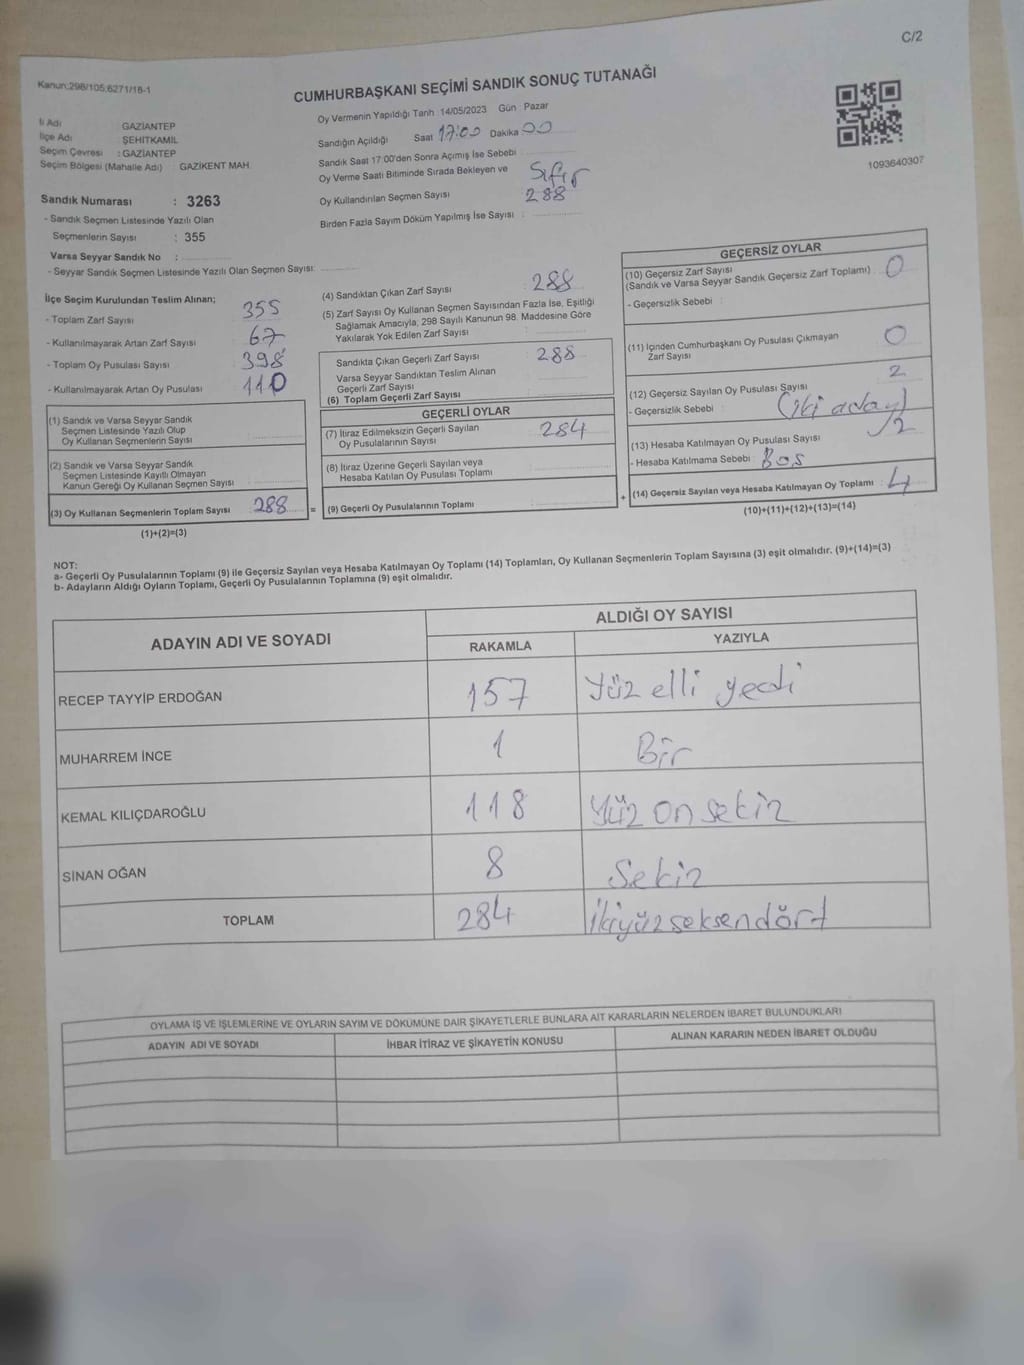 C/2
Kanun:298/105,6271/18-1
CUMHURBAŞKANI SEÇİMİ SANDIK SONUÇ TUTANAĞI
İl Adı : GAZİANTEP
İlçe Adı : ŞEHİTKAMİL
Seçim Çevresi : GAZİANTEP
Seçim Bölgesi (Mahalle Adı) : GAZİKENT MAH.
Oy Vermenin Yapıldığı Tarih 14/05/2023 Gün Pazar
Sandığın Açıldığı Saat 17:00 Dakika 00
Sandık Saat 17:00'den Sonra Açımış İse Sebebi
Oy Verme Saati Bitiminde Sırada Bekleyen ve Sıfır
Oy Kullandırılan Seçmen Sayısı 288
Birden Fazla Sayım Döküm Yapılmış İse Sayısı :
1093640307
Sandık Numarası : 3263
- Sandık Seçmen Listesinde Yazılı Olan
Seçmenlerin Sayısı : 355
Varsa Seyyar Sandık No :
- Seyyar Sandık Seçmen Listesinde Yazılı Olan Seçmen Sayısı:
İlçe Seçim Kurulundan Teslim Alınan;
- Toplam Zarf Sayısı 355
- Kullanılmayarak Artan Zarf Sayısı : 67
- Toplam Oy Pusulası Sayısı : 398
- Kullanılmayarak Artan Oy Pusulası : 110
(1) Sandık ve Varsa Seyyar Sandık
Seçmen Listesinde Yazılı Olup
Oy Kullanan Seçmenlerin Sayısı
(2) Sandık ve Varsa Seyyar Sandık
Seçmen Listesinde Kayıtlı Olmayan
Kanun Gereği Oy Kullanan Seçmen Sayısı :
(3) Oy Kullanan Seçmenlerin Toplam Sayısı : 288 =
(1)+(2)=(3)
(4) Sandıktan Çıkan Zarf Sayısı : 288
(5) Zarf Sayısı Oy Kullanan Seçmen Sayısından Fazla İse, Eşitliği
Sağlamak Amacıyla, 298 Sayılı Kanunun 98. Maddesine Göre
Yakılarak Yok Edilen Zarf Sayısı :
Sandıkta Çıkan Geçerli Zarf Sayısı : 288
Varsa Seyyar Sandıktan Teslim Alınan
Geçerli Zarf Sayısı
(6) Toplam Geçerli Zarf Sayısı
GEÇERLİ OYLAR
(7) İtiraz Edilmeksizin Geçerli Sayılan : 284
Oy Pusulalarının Sayısı
(8) İtiraz Üzerine Geçerli Sayılan veya
Hesaba Katılan Oy Pusulası Toplamı :
(9) Geçerli Oy Pusulalarının Toplamı : +
GEÇERSİZ OYLAR
(10) Geçersiz Zarf Sayısı 0
(Sandık ve Varsa Seyyar Sandık Geçersiz Zarf Toplamı) :
- Geçersizlik Sebebi :
(11) İçinden Cumhurbaşkanı Oy Pusulası Çıkmayan : 0
Zarf Sayısı
(12) Geçersiz Sayılan Oy Pusulası Sayısı : 2
- Geçersizlik Sebebi : (iki aday)
(13) Hesaba Katılmayan Oy Pusulası Sayısı : 2
- Hesaba Katılmama Sebebi : Boş
(14) Geçersiz Sayılan veya Hesaba Katılmayan Oy Toplamı : 4
(10)+(11)+(12)+(13)=(14)
NOT:
a- Geçerli Oy Pusulalarının Toplamı (9) ile Geçersiz Sayılan veya Hesaba Katılmayan Oy Toplamı (14) Toplamları, Oy Kullanan Seçmenlerin Toplam Sayısına (3) eşit olmalıdır. (9)+(14)=(3)
b- Adayların Aldığı Oyların Toplamı, Geçerli Oy Pusulalarının Toplamına (9) eşit olmalıdır.
ADAYIN ADI VE SOYADI
ALDIĞI OY SAYISI
RAKAMLA YAZIYLA
RECEP TAYYİP ERDOĞAN 157 Yüz elli yedi
MUHARREM İNCE 1 Bir
KEMAL KILIÇDAROĞLU 118 Yüz on sekiz
SİNAN OĞAN 8 Sekiz
TOPLAM 284 İkiyüzseksendört
OYLAMA İŞ VE İŞLEMLERİNE VE OYLARIN SAYIM VE DÖKÜMÜNE DAİR ŞİKAYETLERLE BUNLARA AİT KARARLARIN NELERDEN İBARET BULUNDUKLARI
ADAYIN ADI VE SOYADI İHBAR İTİRAZ VE ŞİKAYETİN KONUSU ALINAN KARARIN NEDEN İBARET OLDUĞU